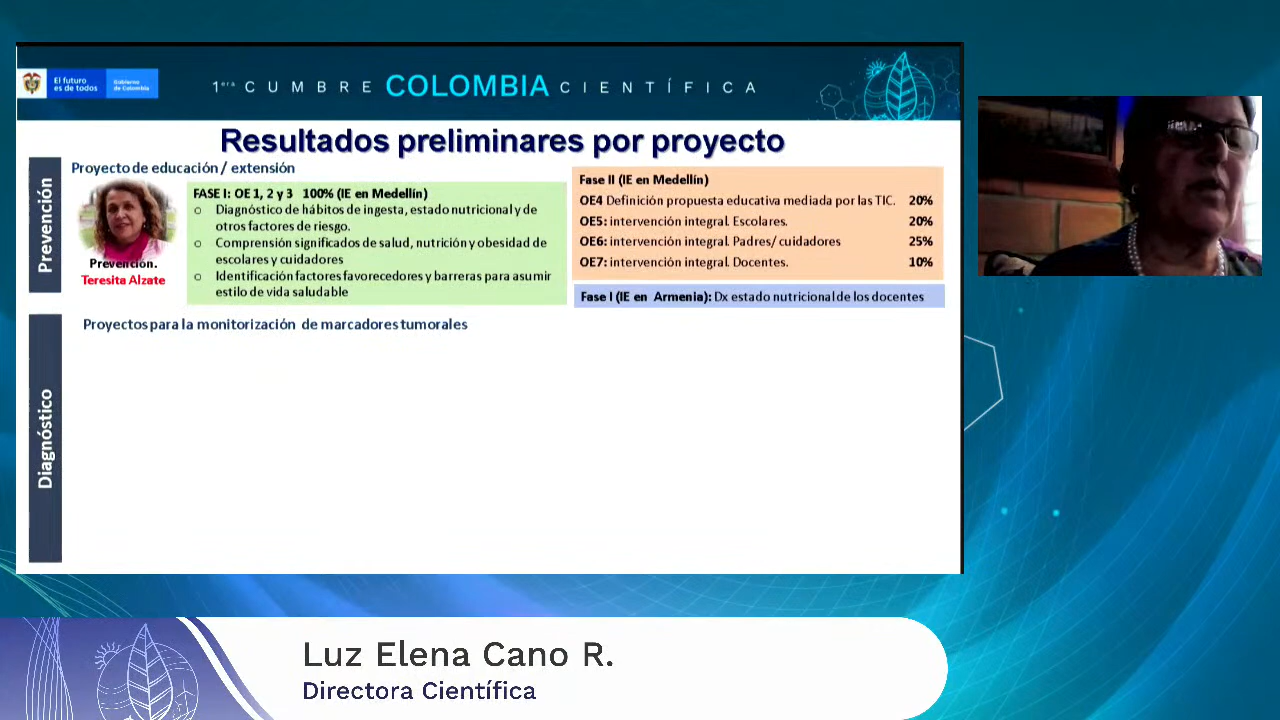 El futuro
es de todos
Gobierno
de Colombia
1era CUMBRE COLOMBIA CIENTÍFICA
Resultados preliminares por proyecto
Prevención
Proyecto de educación / extensión
Prevención.
Teresita Alzate
FASE I: OE 1, 2 y 3 100% (IE en Medellín)
o Diagnóstico de hábitos de ingesta, estado nutricional y de
otros factores de riesgo.
o Comprensión significados de salud, nutrición y obesidad de
escolares y cuidadores
o Identificación factores favorecedores y barreras para asumir
estilo de vida saludable
Fase II (IE en Medellín)
OE4 Definición propuesta educativa mediada por las TIC. 20%
OE5: intervención integral. Escolares. 20%
OE6: intervención integral. Padres/ cuidadores 25%
OE7: intervención integral. Docentes. 10%
Fase I (IE en Armenia): Dx estado nutricional de los docentes
Diagnóstico
Proyectos para la monitorización de marcadores tumorales
Luz Elena Cano R.
Directora Científica